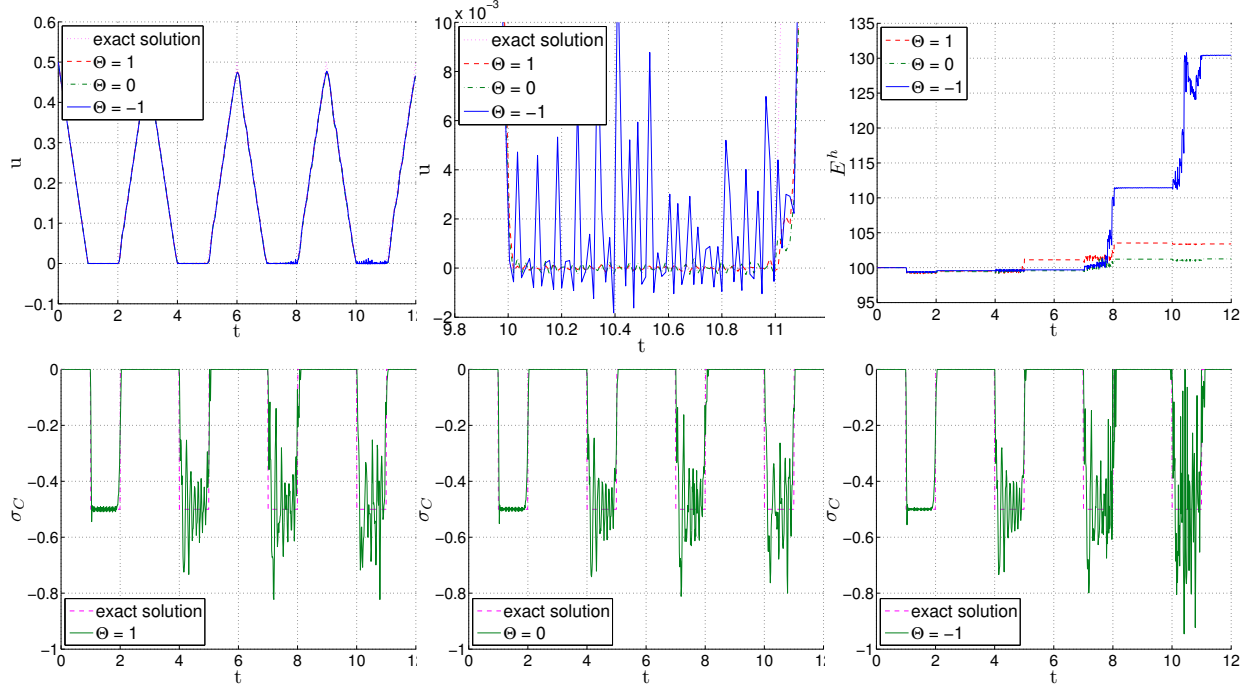 0.6
0.5
0.4
0.3
0.2
0.1
0
−0.1
u
0 2 4 6 8 10 12
t
exact solution
Θ = 1
Θ = 0
Θ = −1
x 10⁻³
10
8
6
4
2
0
−2
u
9.8 10 10.2 10.4 10.6 10.8 11
t
exact solution
Θ = 1
Θ = 0
Θ = −1
135
130
125
120
115
110
105
100
95
Eʰ
0 2 4 6 8 10 12
t
Θ = 1
Θ = 0
Θ = −1
0
−0.2
−0.4
−0.6
−0.8
−1
σ_C
0 2 4 6 8 10 12
t
exact solution
Θ = 1
0
−0.2
−0.4
−0.6
−0.8
−1
σ_C
0 2 4 6 8 10 12
t
exact solution
Θ = 0
0
−0.2
−0.4
−0.6
−0.8
−1
σ_C
0 2 4 6 8 10 12
t
exact solution
Θ = −1